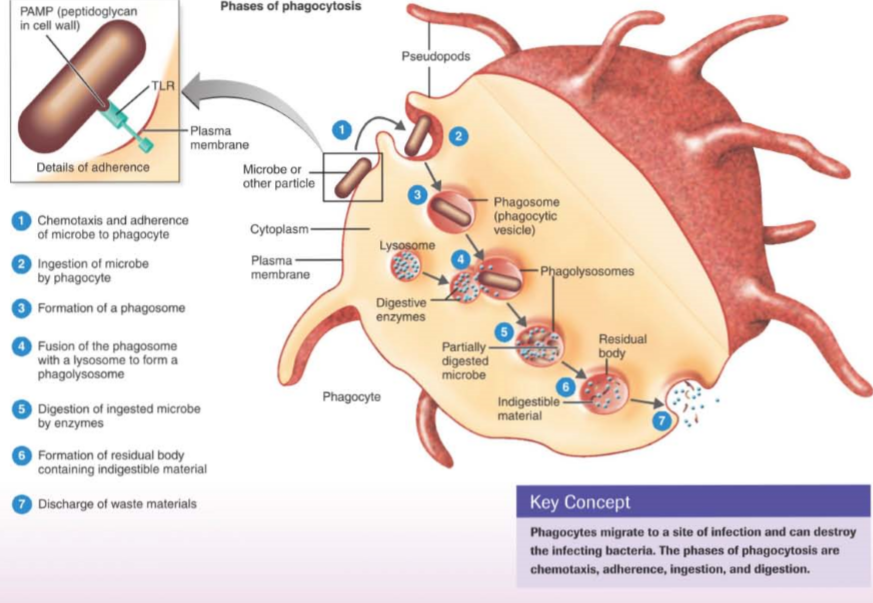 Phases of phagocytosis
PAMP (peptidoglycan
in cell wall)
TLR
Plasma
membrane
Details of adherence
Pseudopods
1
2
Microbe or
other particle
3
Phagosome
(phagocytic
vesicle)
Cytoplasm
Lysosome
Plasma
membrane
4
Phagolysosomes
Digestive
enzymes
5
Partially
digested
microbe
Residual
body
6
Indigestible
material
7
Phagocyte
1 Chemotaxis and adherence
of microbe to phagocyte
2 Ingestion of microbe
by phagocyte
3 Formation of a phagosome
4 Fusion of the phagosome
with a lysosome to form a
phagolysosome
5 Digestion of ingested microbe
by enzymes
6 Formation of residual body
containing indigestible material
7 Discharge of waste materials
Key Concept
Phagocytes migrate to a site of infection and can destroy
the infecting bacteria. The phases of phagocytosis are
chemotaxis, adherence, ingestion, and digestion.